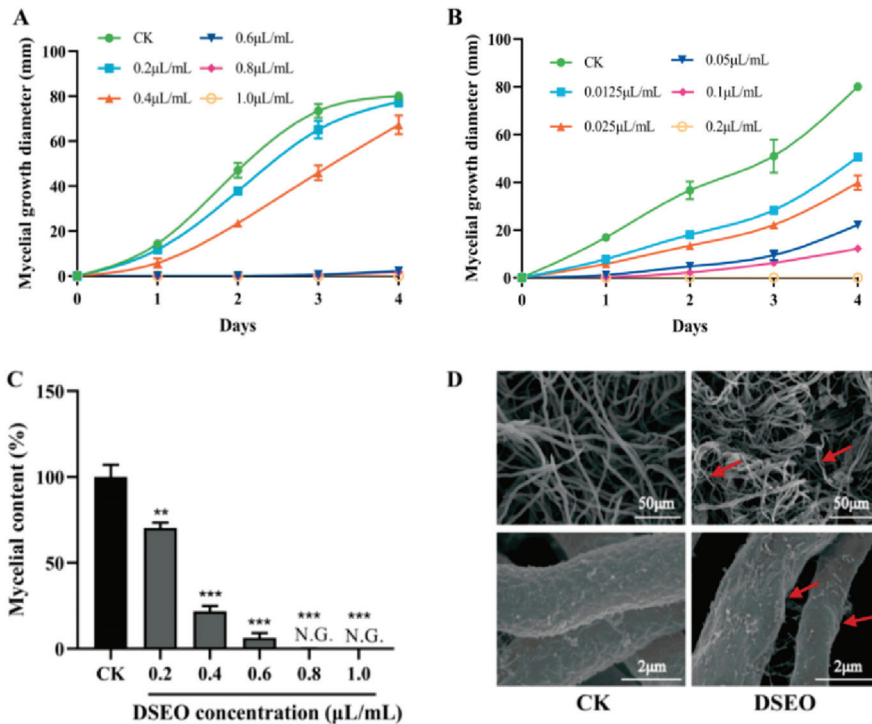 A
CK
0.2μL/mL
0.4μL/mL
0.6μL/mL
0.8μL/mL
1.0μL/mL
Mycelial growth diameter (mm)
100
80
60
40
20
0
0 1 2 3 4
Days
B
CK
0.0125μL/mL
0.025μL/mL
0.05μL/mL
0.1μL/mL
0.2μL/mL
Mycelial growth diameter (mm)
100
80
60
40
20
0
0 1 2 3 4
Days
C
Mycelial content (%)
150
100
50
0
**
***
***
***
N.G.
***
N.G.
CK 0.2 0.4 0.6 0.8 1.0
DSEO concentration (μL/mL)
D
50μm
50μm
2μm
2μm
CK
DSEO